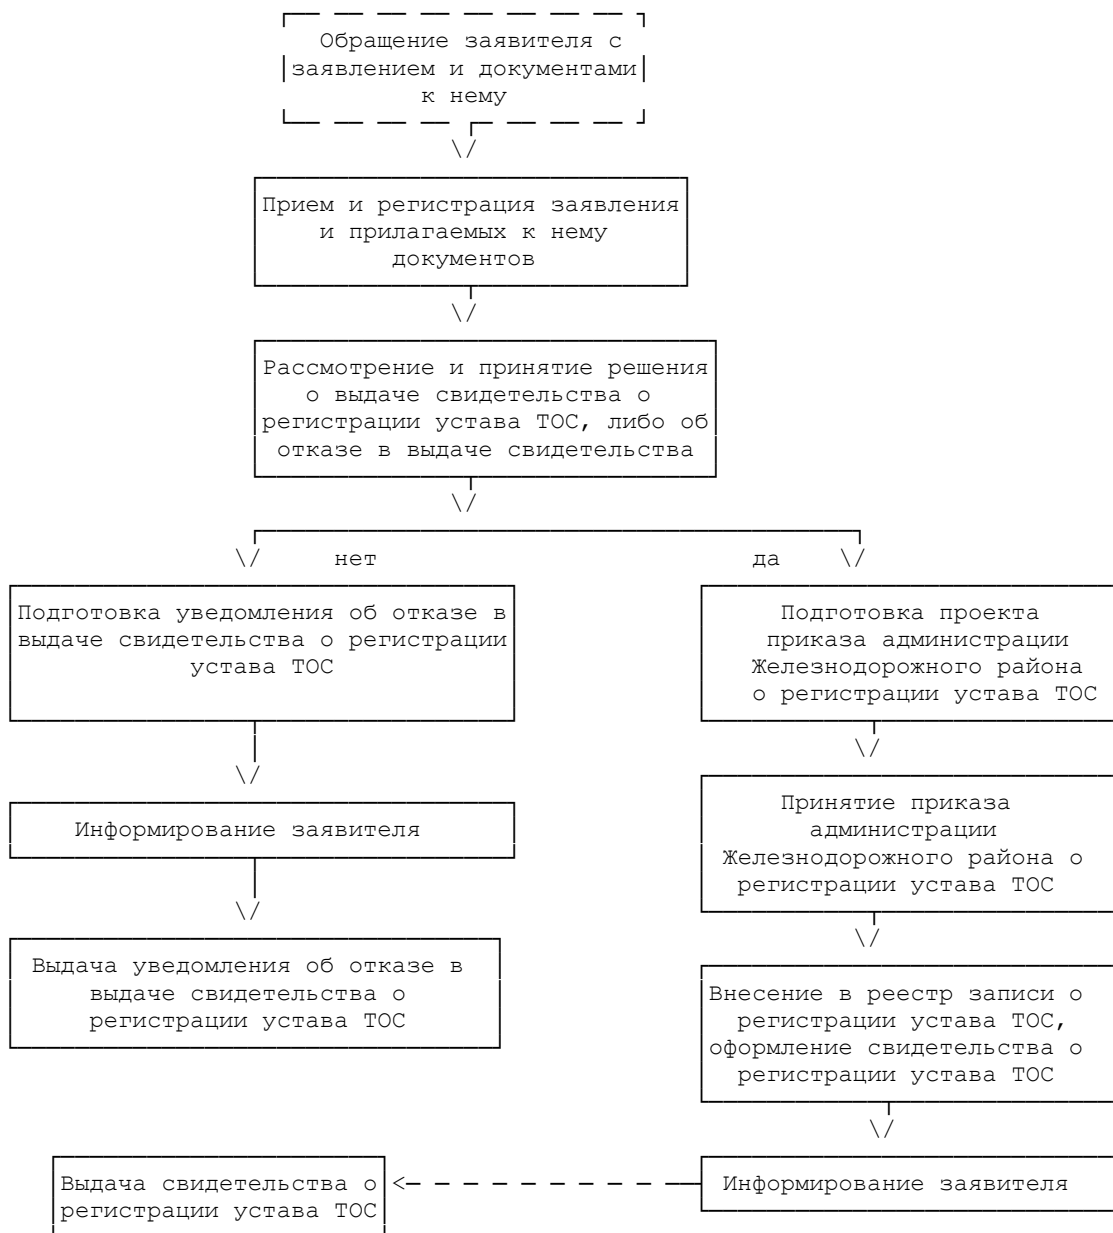 Обращение заявителя с
заявлением и документами
к нему
Прием и регистрация заявления
и прилагаемых к нему
документов
Рассмотрение и принятие решения
о выдаче свидетельства о
регистрации устава ТОС, либо об
отказе в выдаче свидетельства
нет
да
Подготовка уведомления об отказе в
выдаче свидетельства о регистрации
устава ТОС
Подготовка проекта
приказа администрации
Железнодорожного района
о регистрации устава ТОС
Информирование заявителя
Принятие приказа
администрации
Железнодорожного района о
регистрации устава ТОС
Выдача уведомления об отказе в
выдаче свидетельства о
регистрации устава ТОС
Внесение в реестр записи о
регистрации устава ТОС,
оформление свидетельства о
регистрации устава ТОС
Выдача свидетельства о
регистрации устава ТОС
Информирование заявителя